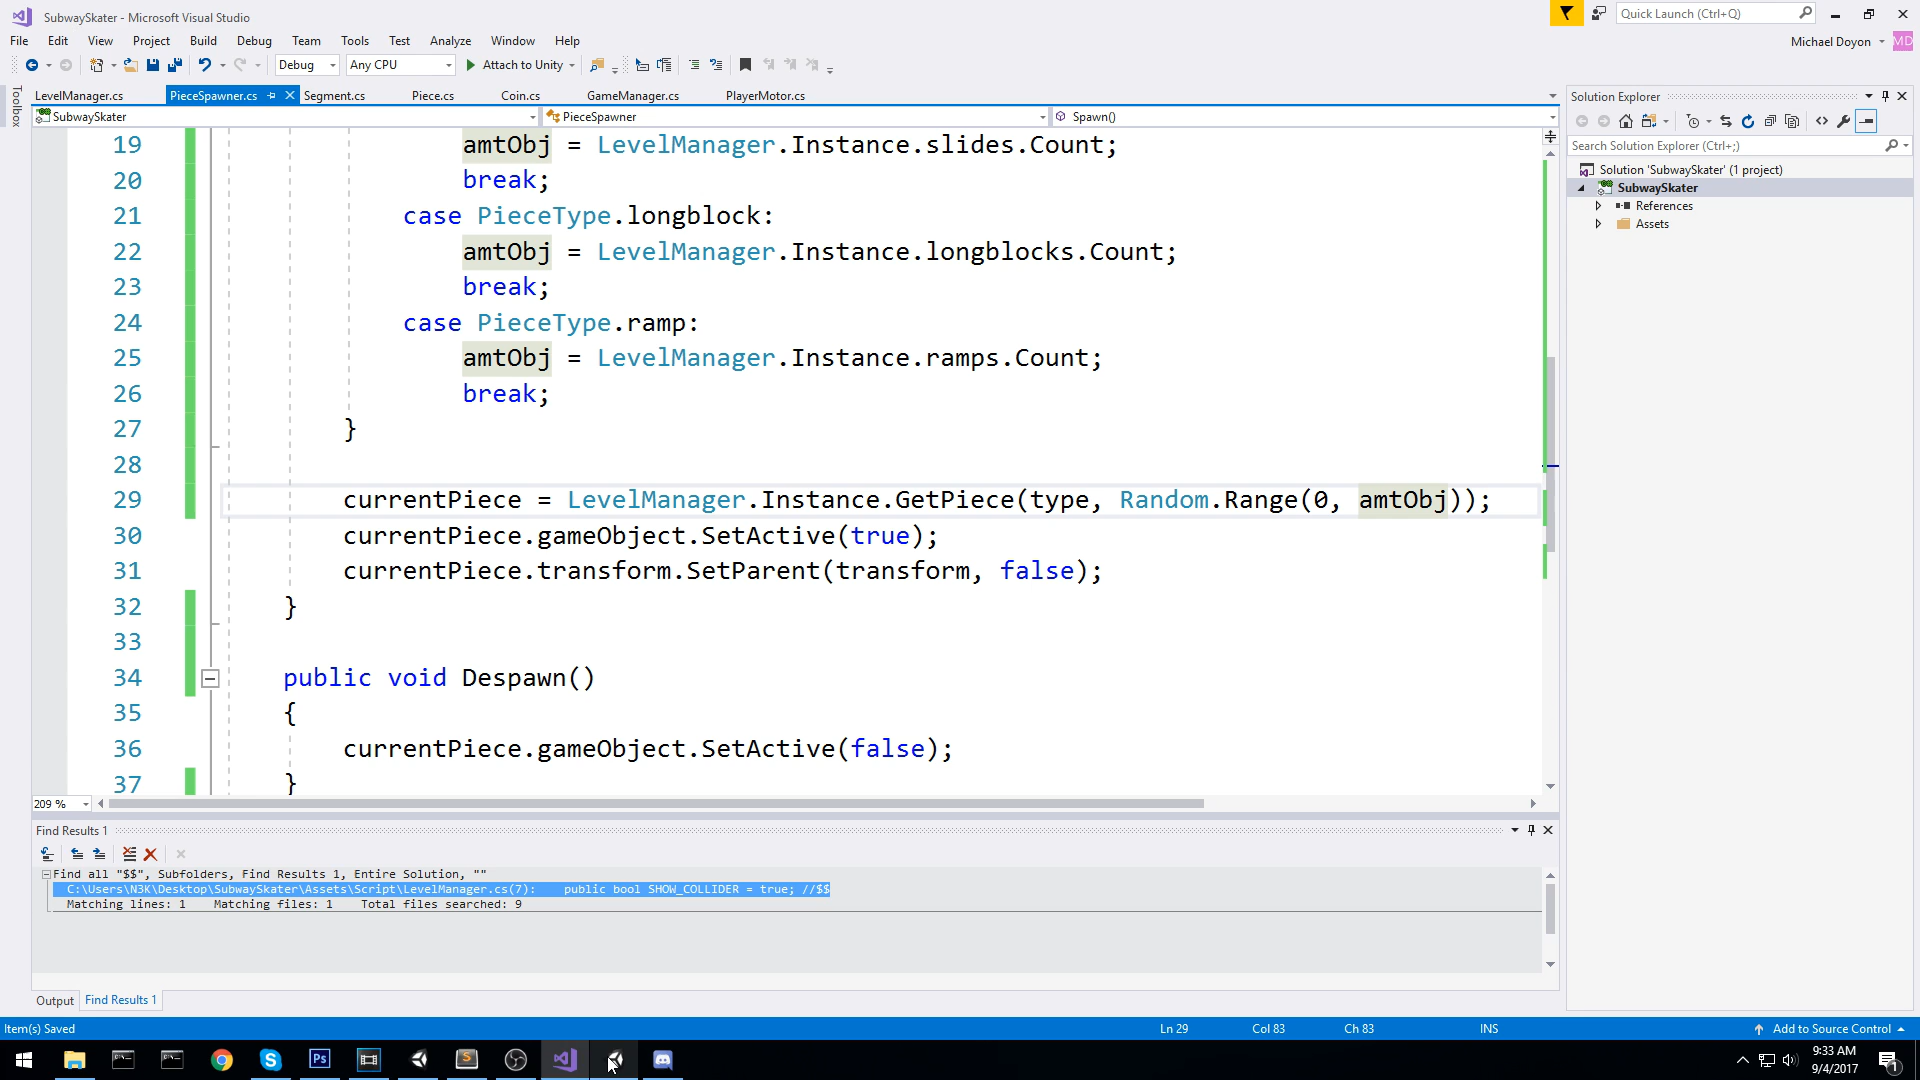 SubwaySkater - Microsoft Visual Studio
Quick Launch (Ctrl+Q)
File Edit View Project Build Debug Team Tools Test Analyze Window Help
Michael Doyon MD
Debug Any CPU Attach to Unity
Toolbox
LevelManager.cs PieceSpawner.cs Segment.cs Piece.cs Coin.cs GameManager.cs PlayerMotor.cs
SubwaySkater PieceSpawner Spawn()
19 amtObj = LevelManager.Instance.slides.Count;
20 break;
21 case PieceType.longblock:
22 amtObj = LevelManager.Instance.longblocks.Count;
23 break;
24 case PieceType.ramp:
25 amtObj = LevelManager.Instance.ramps.Count;
26 break;
27 }
28
29 currentPiece = LevelManager.Instance.GetPiece(type, Random.Range(0, amtObj));
30 currentPiece.gameObject.SetActive(true);
31 currentPiece.transform.SetParent(transform, false);
32 }
33
34 public void Despawn()
35 {
36 currentPiece.gameObject.SetActive(false);
37 }
209 %
Solution Explorer
Search Solution Explorer (Ctrl+;)
Solution 'SubwaySkater' (1 project)
SubwaySkater
References
Assets
Find Results 1
Find all "$$", Subfolders, Find Results 1, Entire Solution, ""
C:\Users\N3K\Desktop\SubwaySkater\Assets\Script\LevelManager.cs(7): public bool SHOW_COLLIDER = true; //$$
Matching lines: 1 Matching files: 1 Total files searched: 9
Output Find Results 1
Item(s) Saved Ln 29 Col 83 Ch 83 INS Add to Source Control
Ps
S
9:33 AM
9/4/2017
1